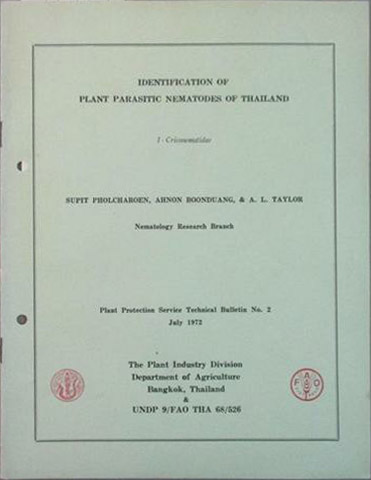 IDENTIFICATION OF
PLANT PARASITIC NEMATODES OF THAILAND
I - Criconematidae
SUPIT PHOLCHAROEN, AHNON BOONDUANG, & A. L. TAYLOR
Nematology Research Branch
Plant Protection Service Technical Bulletin No. 2
July 1972
The Plant Industry Division
Department of Agriculture
Bangkok, Thailand
&
UNDP 9/FAO THA 68/526
F A O